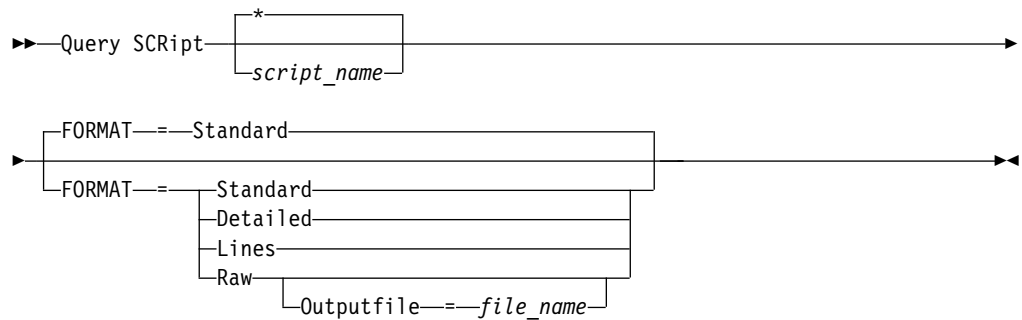 *
Query SCRipt
script_name
FORMAT = Standard
FORMAT = Standard
Detailed
Lines
Raw
Outputfile = file_name